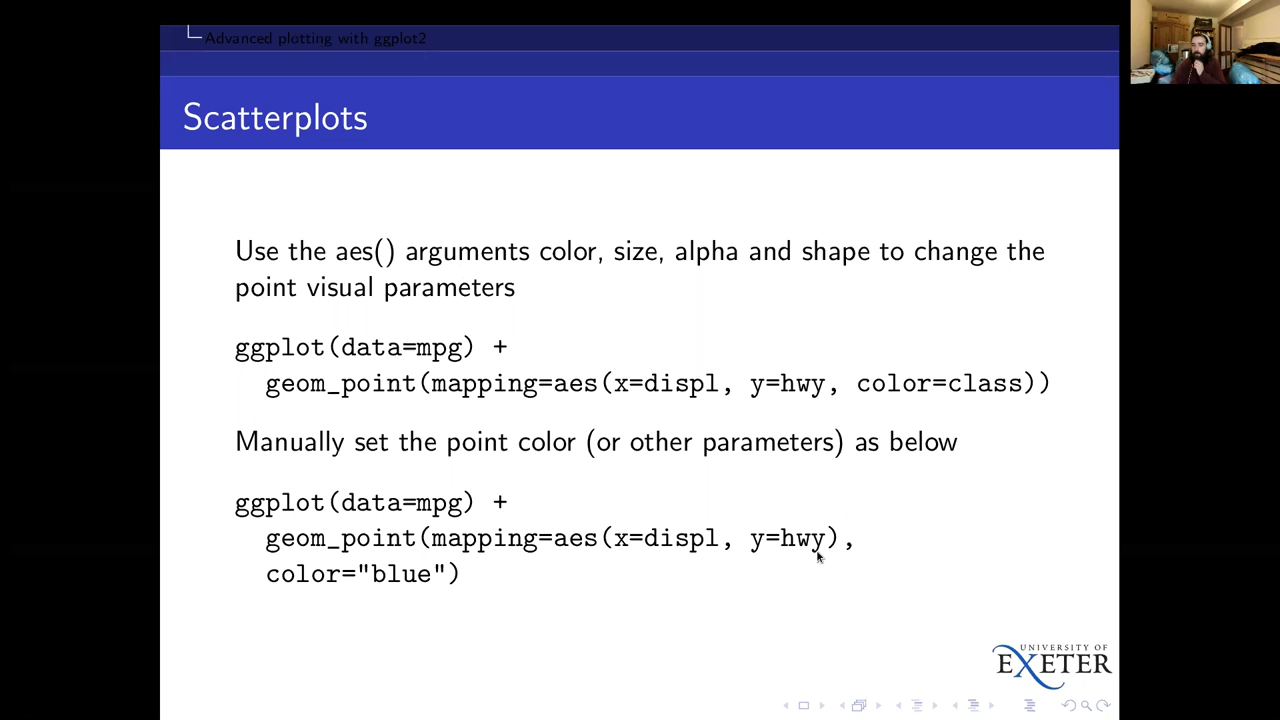 Advanced plotting with ggplot2
Scatterplots
Use the aes() arguments color, size, alpha and shape to change the
point visual parameters
ggplot(data=mpg) +
geom_point(mapping=aes(x=displ, y=hwy, color=class))
Manually set the point color (or other parameters) as below
ggplot(data=mpg) +
geom_point(mapping=aes(x=displ, y=hwy),
color="blue")
UNIVERSITY OF
EXETER